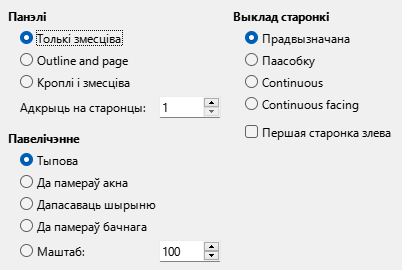 Панэлі
Толькі змесціва
Outline and page
Кроплі і змесціва
Адкрыць на старонцы: 1
Павелічэнне
Тыпова
Да памераў акна
Дапасаваць шырыню
Да памераў бачнага
Маштаб: 100
Выклад старонкі
Прадвызначана
Паасобку
Continuous
Continuous facing
Першая старонка злева